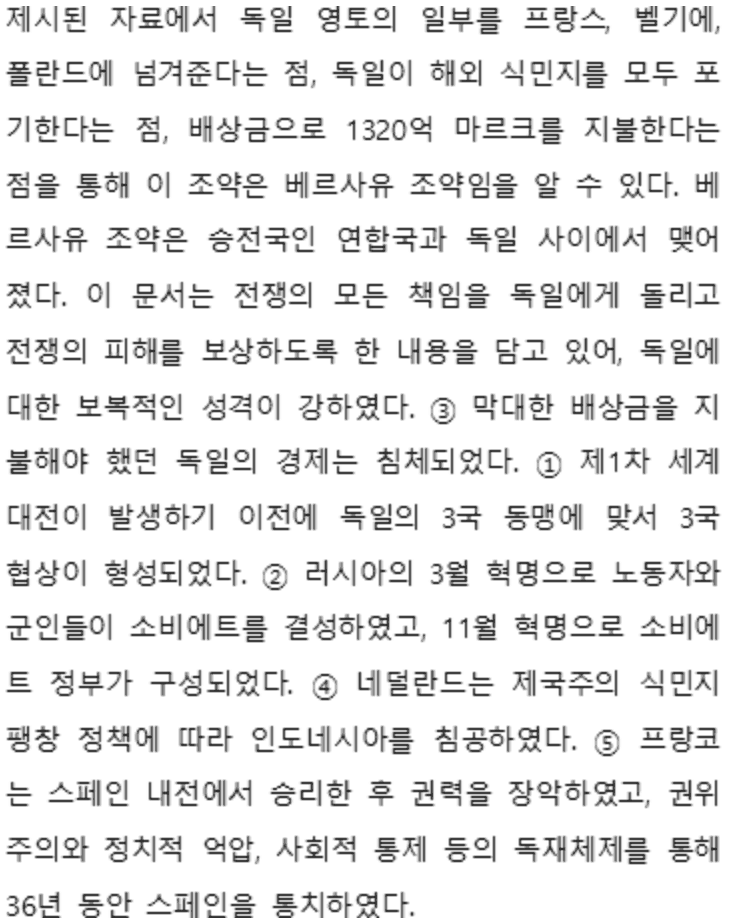 제시된 자료에서 독일 영토의 일부를 프랑스, 벨기에,
폴란드에 넘겨준다는 점, 독일이 해외 식민지를 모두 포
기한다는 점, 배상금으로 1320억 마르크를 지불한다는
점을 통해 이 조약은 베르사유 조약임을 알 수 있다. 베
르사유 조약은 승전국인 연합국과 독일 사이에서 맺어
졌다. 이 문서는 전쟁의 모든 책임을 독일에게 돌리고
전쟁의 피해를 보상하도록 한 내용을 담고 있어, 독일에
대한 보복적인 성격이 강하였다. ③ 막대한 배상금을 지
불해야 했던 독일의 경제는 침체되었다. ① 제1차 세계
대전이 발생하기 이전에 독일의 3국 동맹에 맞서 3국
협상이 형성되었다. ② 러시아의 3월 혁명으로 노동자와
군인들이 소비에트를 결성하였고, 11월 혁명으로 소비에
트 정부가 구성되었다. ④ 네덜란드는 제국주의 식민지
팽창 정책에 따라 인도네시아를 침공하였다. ⑤ 프랑코
는 스페인 내전에서 승리한 후 권력을 장악하였고, 권위
주의와 정치적 억압, 사회적 통제 등의 독재체제를 통해
36년 동안 스페인을 통치하였다.